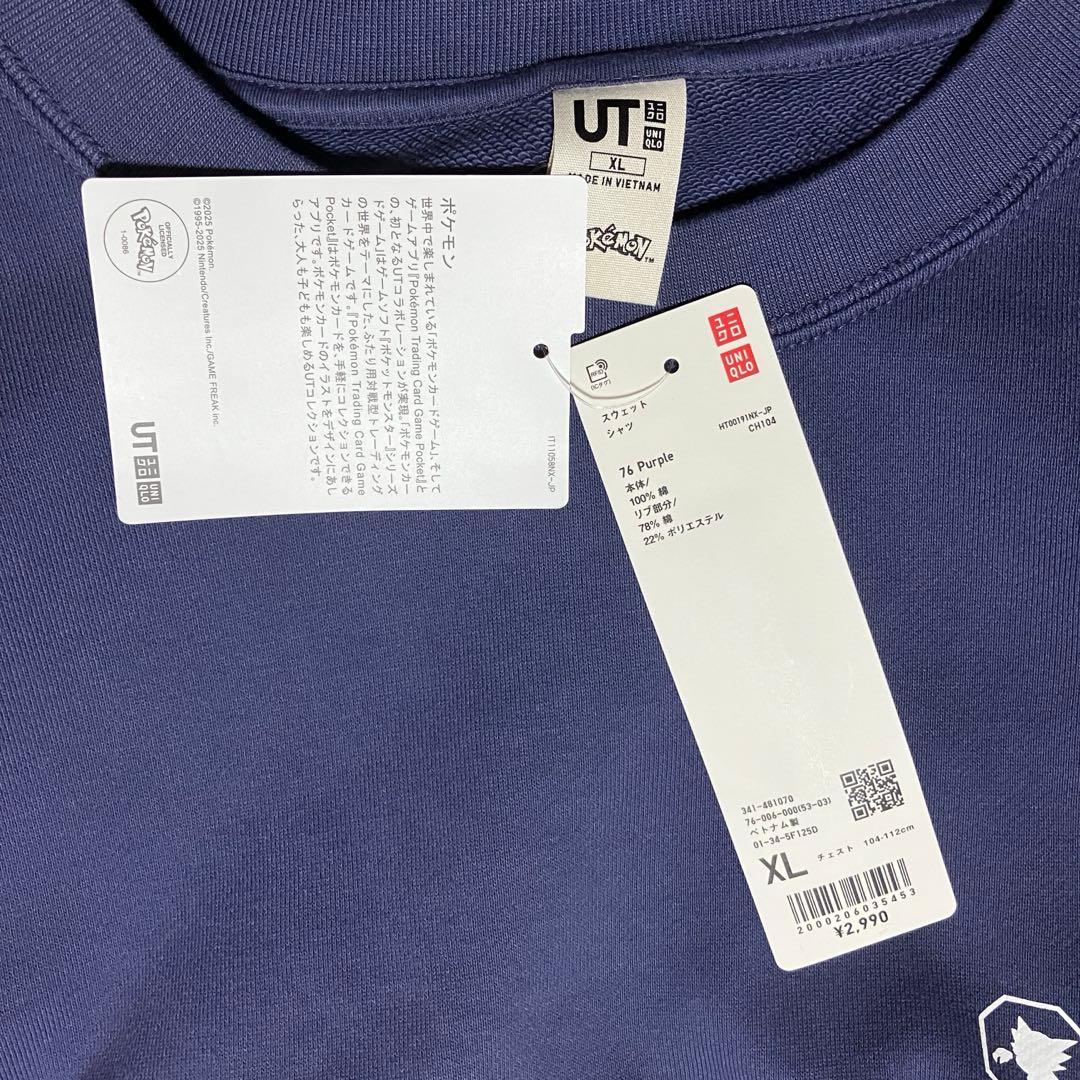 UT
ユニ
クロ
UNI
QLO
XL
MADE IN VIETNAM
Pokémon™
ポケモン
世界中で楽しまれている「ポケモンカードゲーム」、そして
ゲームアプリ『Pokémon Trading Card Game Pocket』と
の、初となるUTコラボレーションが実現。「ポケモンカー
ドゲーム」はゲームソフト『ポケットモンスター』シリーズ
の世界をテーマにした、ふたり用対戦型トレーディング
カードゲームです。『Pokémon Trading Card Game
Pocket』はポケモンカードを、手軽にコレクションできる
アプリです。ポケモンカードのイラストをデザインにあし
らった、大人も子どもも楽しめるUTコレクションです。
©2025 Pokémon.
©1995-2025 Nintendo/Creatures Inc./GAME FREAK inc.
OFFICIALLY
LICENSED
Pokémon
1-0086
IT11058NX-JP
UT
ユニ
クロ
UNI
QLO
ユニ
クロ
UNI
QLO
RFID
(ICタグ)
スウェット
シャツ
HT00191NX-JP
CH104
76 Purple
本体/
100% 綿
リブ部分/
78% 綿
22% ポリエステル
341-481070
76-006-000(53-03)
ベトナム製
01-34-5F125D
XL チェスト 104-112cm
2000206035453
¥2,990